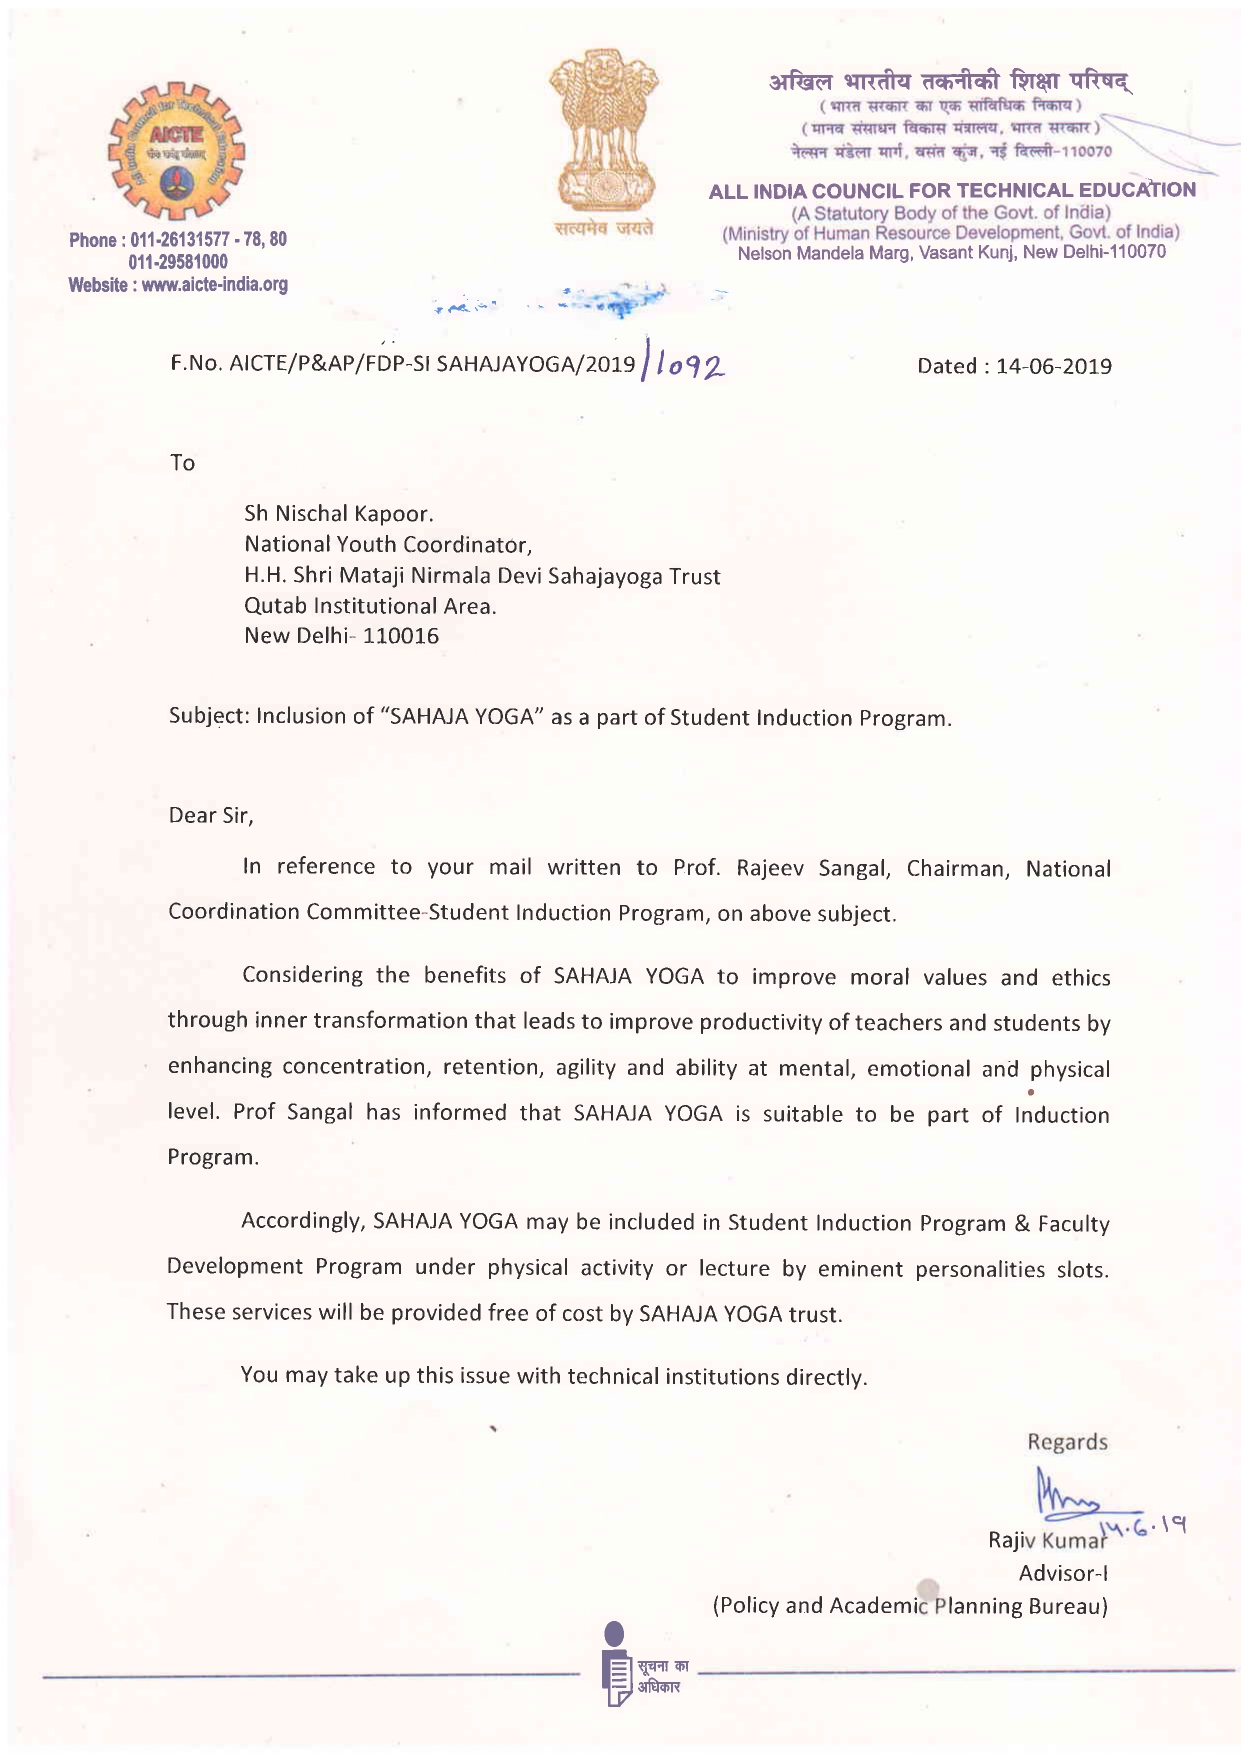 AICTE
अखिल भारतीय तकनीकी शिक्षा परिषद्
( भारत सरकार का एक सांविधिक निकाय )
( मानव संसाधन विकास मंत्रालय, भारत सरकार )
नेल्सन मंडेला मार्ग, वसंत कुंज, नई दिल्ली-110070
ALL INDIA COUNCIL FOR TECHNICAL EDUCATION
(A Statutory Body of the Govt. of India)
(Ministry of Human Resource Development, Govt. of India)
Nelson Mandela Marg, Vasant Kunj, New Delhi-110070
सत्यमेव जयते
Phone : 011-26131577 - 78, 80
011-29581000
Website : www.aicte-india.org
F.No. AICTE/P&AP/FDP-SI SAHAJAYOGA/2019/1092
Dated : 14-06-2019
To
Sh Nischal Kapoor.
National Youth Coordinator,
H.H. Shri Mataji Nirmala Devi Sahajayoga Trust
Qutab Institutional Area.
New Delhi- 110016
Subject: Inclusion of “SAHAJA YOGA” as a part of Student Induction Program.
Dear Sir,
In reference to your mail written to Prof. Rajeev Sangal, Chairman, National
Coordination Committee-Student Induction Program, on above subject.
Considering the benefits of SAHAJA YOGA to improve moral values and ethics
through inner transformation that leads to improve productivity of teachers and students by
enhancing concentration, retention, agility and ability at mental, emotional and physical
level. Prof Sangal has informed that SAHAJA YOGA is suitable to be part of Induction
Program.
Accordingly, SAHAJA YOGA may be included in Student Induction Program & Faculty
Development Program under physical activity or lecture by eminent personalities slots.
These services will be provided free of cost by SAHAJA YOGA trust.
You may take up this issue with technical institutions directly.
Regards
14.6.19
Rajiv Kumar
Advisor-I
(Policy and Academic Planning Bureau)
सूचना का
अधिकार